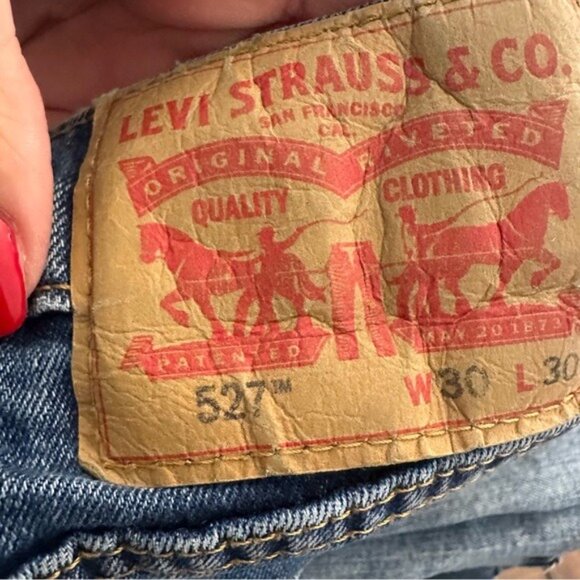 LEVI STRAUSS & CO.
SAN FRANCISCO
CAL.
ORIGINAL RIVETED
QUALITY CLOTHING
PATENTED MAY 20 1873
527™ W 30 L 30